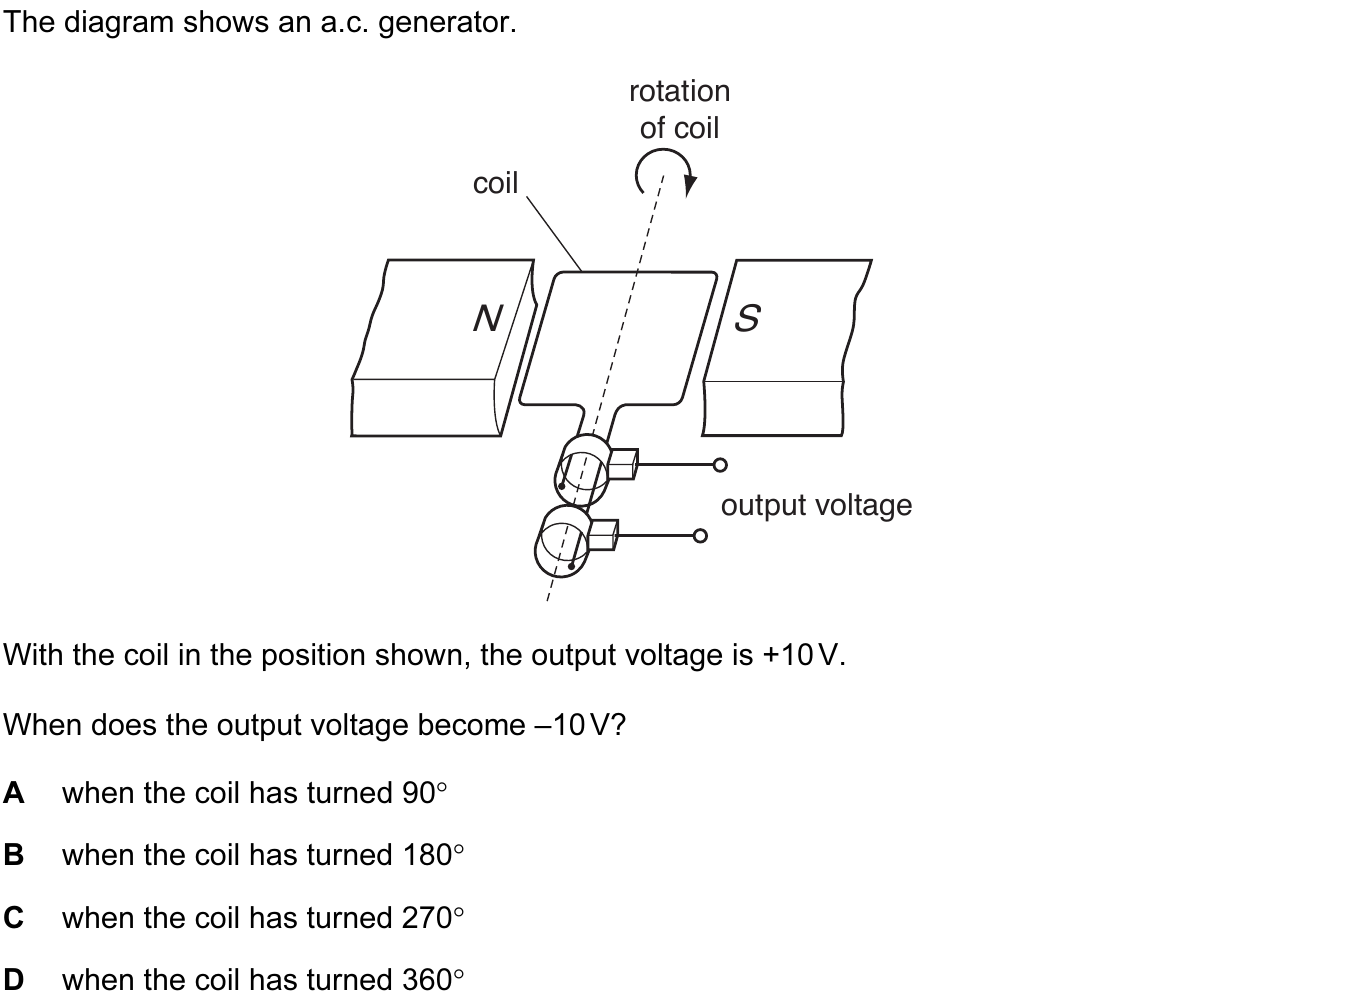 The diagram shows an a.c. generator.
rotation
of coil
coil
N
S
output voltage
With the coil in the position shown, the output voltage is +10 V.
When does the output voltage become –10 V?
A when the coil has turned 90°
B when the coil has turned 180°
C when the coil has turned 270°
D when the coil has turned 360°